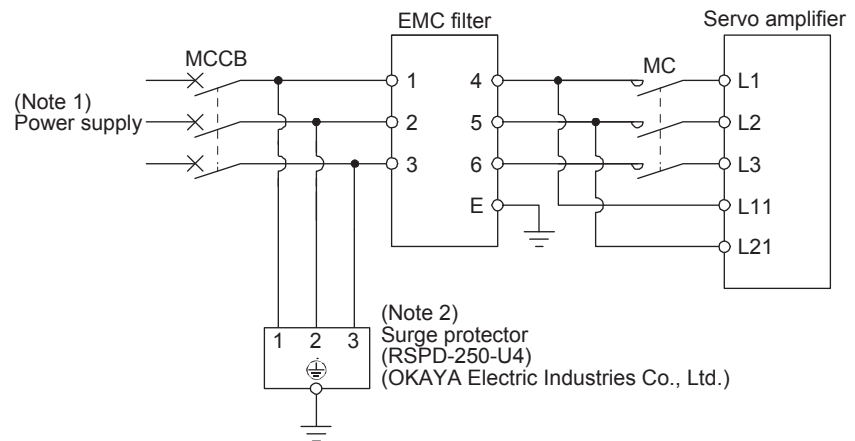 EMC filter
Servo amplifier
MCCB
MC
(Note 1)
Power supply
1
2
3
4
5
6
E
L1
L2
L3
L11
L21
1 2 3
(Note 2)
Surge protector
(RSPD-250-U4)
(OKAYA Electric Industries Co., Ltd.)